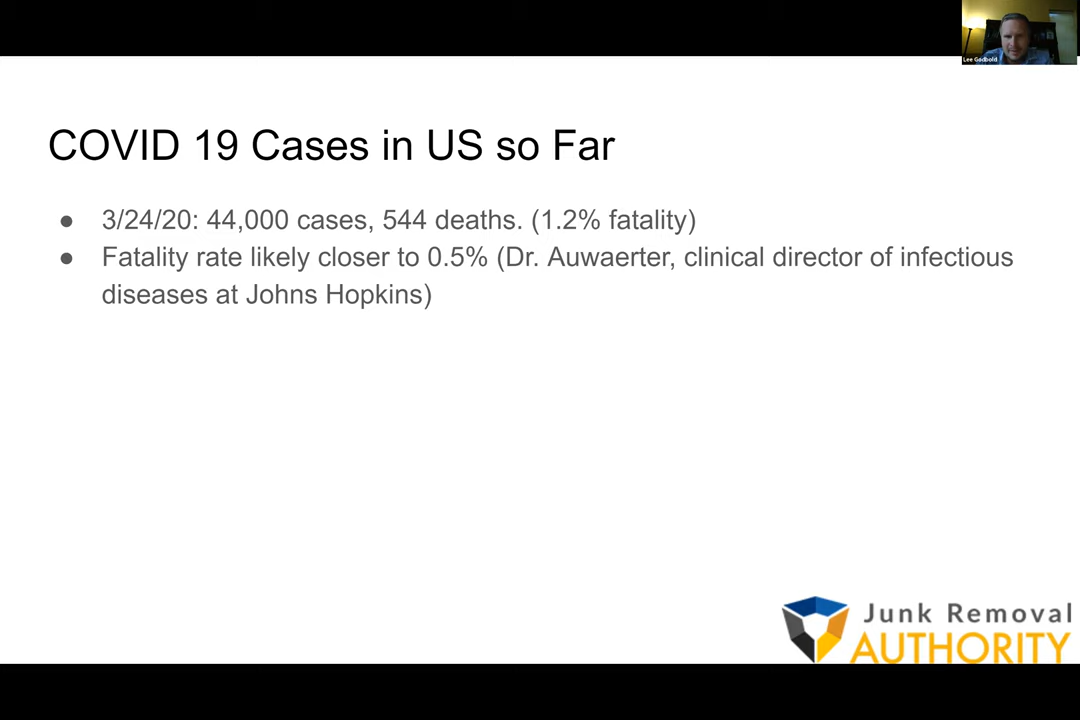 Lee Godbold
COVID 19 Cases in US so Far
● 3/24/20: 44,000 cases, 544 deaths. (1.2% fatality)
● Fatality rate likely closer to 0.5% (Dr. Auwaerter, clinical director of infectious
diseases at Johns Hopkins)
Junk Removal
AUTHORITY